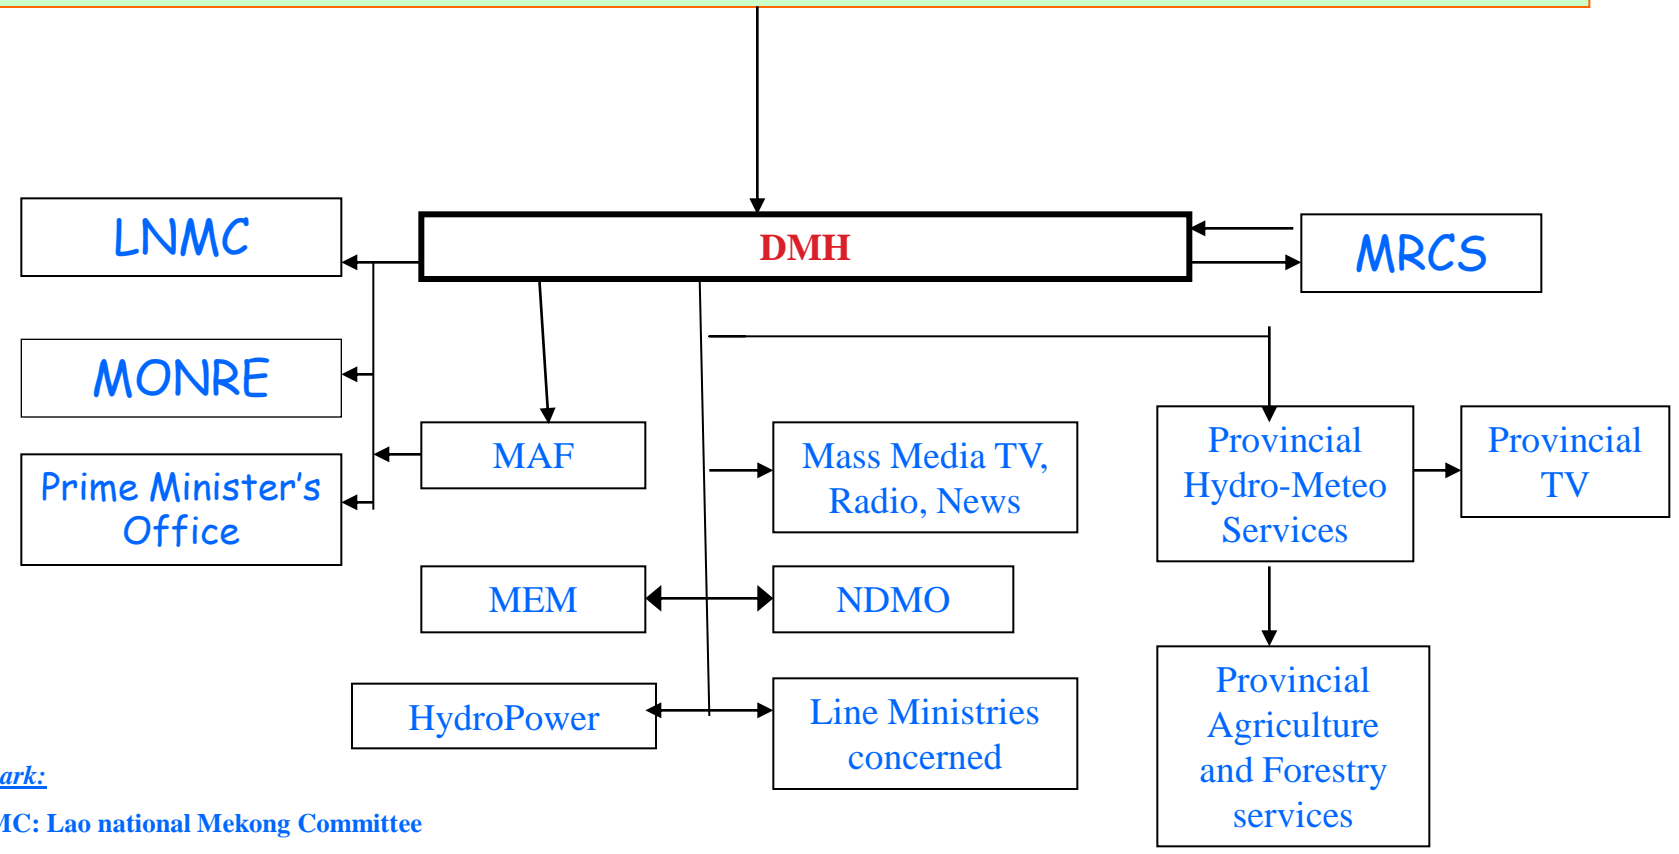 LNMC
DMH
MRCS
MONRE
MAF
Mass Media TV,
Radio, News
Provincial
Hydro-Meteo
Services
Provincial
TV
Prime Minister's
Office
MEM
NDMO
HydroPower
Line Ministries
concerned
Provincial
Agriculture
and Forestry
services
ark:
MC: Lao national Mekong Committee